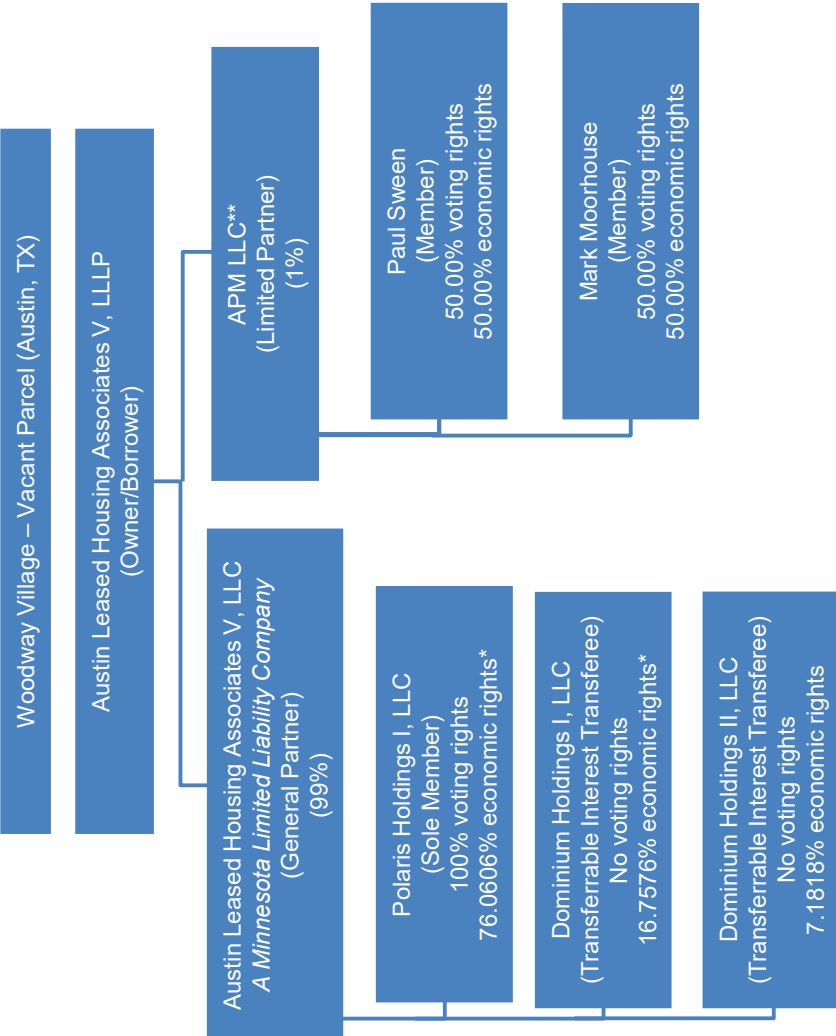 Woodway Village – Vacant Parcel (Austin, TX)
Austin Leased Housing Associates V, LLLP
(Owner/Borrower)
Austin Leased Housing Associates V, LLC
A Minnesota Limited Liability Company
(General Partner)
(99%)
Polaris Holdings I, LLC
(Sole Member)
100% voting rights
76.0606% economic rights*
Dominium Holdings I, LLC
(Transferrable Interest Transferee)
No voting rights
16.7576% economic rights*
Dominium Holdings II, LLC
(Transferrable Interest Transferee)
No voting rights
7.1818% economic rights
APM LLC**
(Limited Partner)
(1%)
Paul Sween
(Member)
50.00% voting rights
50.00% economic rights
Mark Moorhouse
(Member)
50.00% voting rights
50.00% economic rights